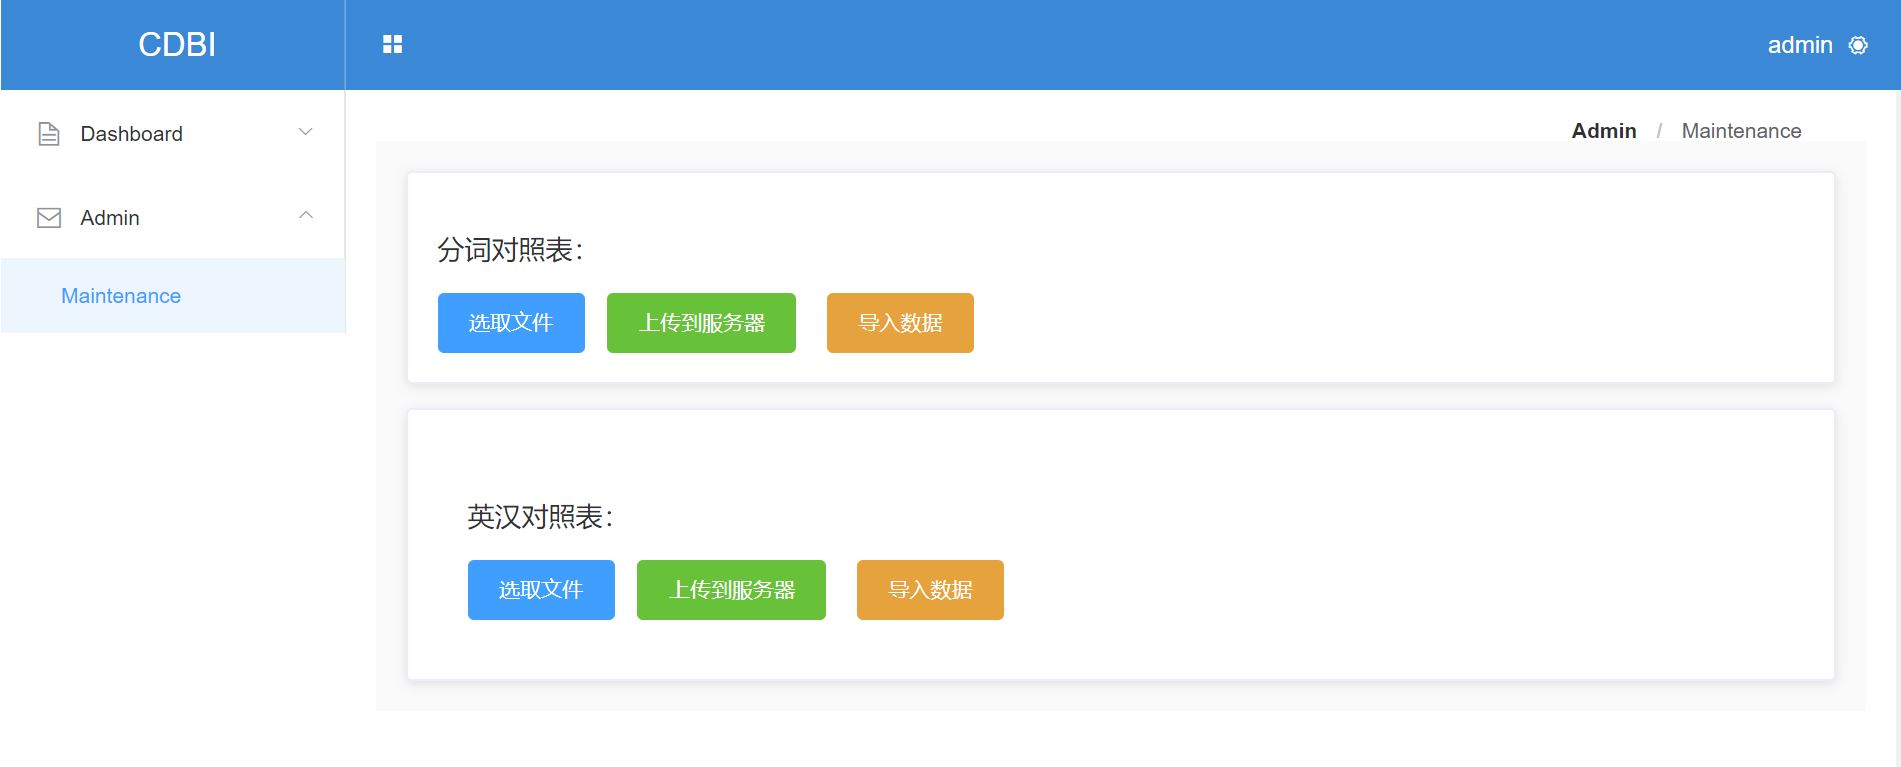 CDBI
admin
Dashboard
Admin
Maintenance
Admin / Maintenance
分词对照表：
选取文件 上传到服务器 导入数据
英汉对照表：
选取文件 上传到服务器 导入数据